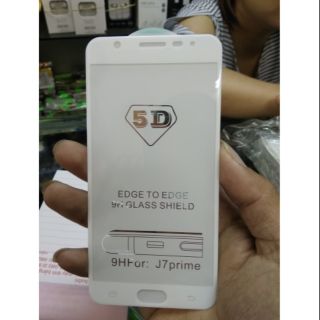 5D
EDGE TO EDGE
9H GLASS SHIELD
9HFor: J7prime